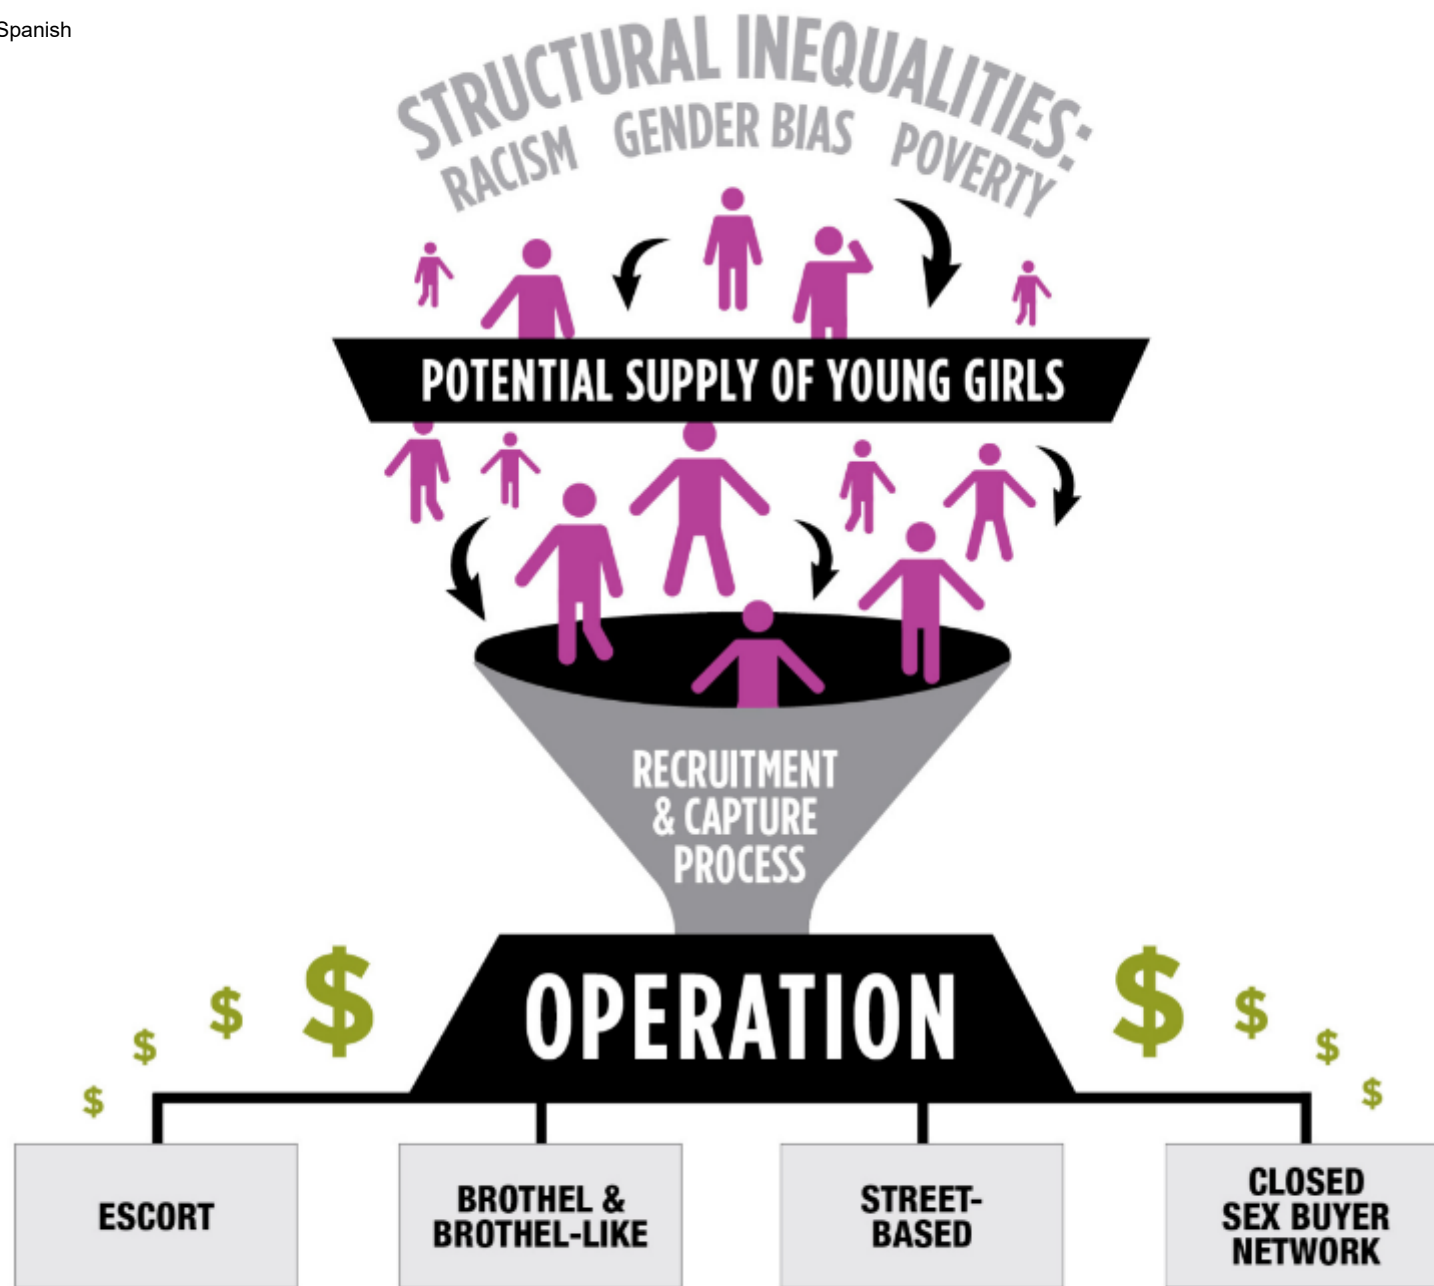 Spanish
STRUCTURAL INEQUALITIES:
RACISM GENDER BIAS POVERTY
POTENTIAL SUPPLY OF YOUNG GIRLS
RECRUITMENT
& CAPTURE
PROCESS
$ $ $ $ $ $ $ $
OPERATION
ESCORT
BROTHEL &
BROTHEL-LIKE
STREET-
BASED
CLOSED
SEX BUYER
NETWORK